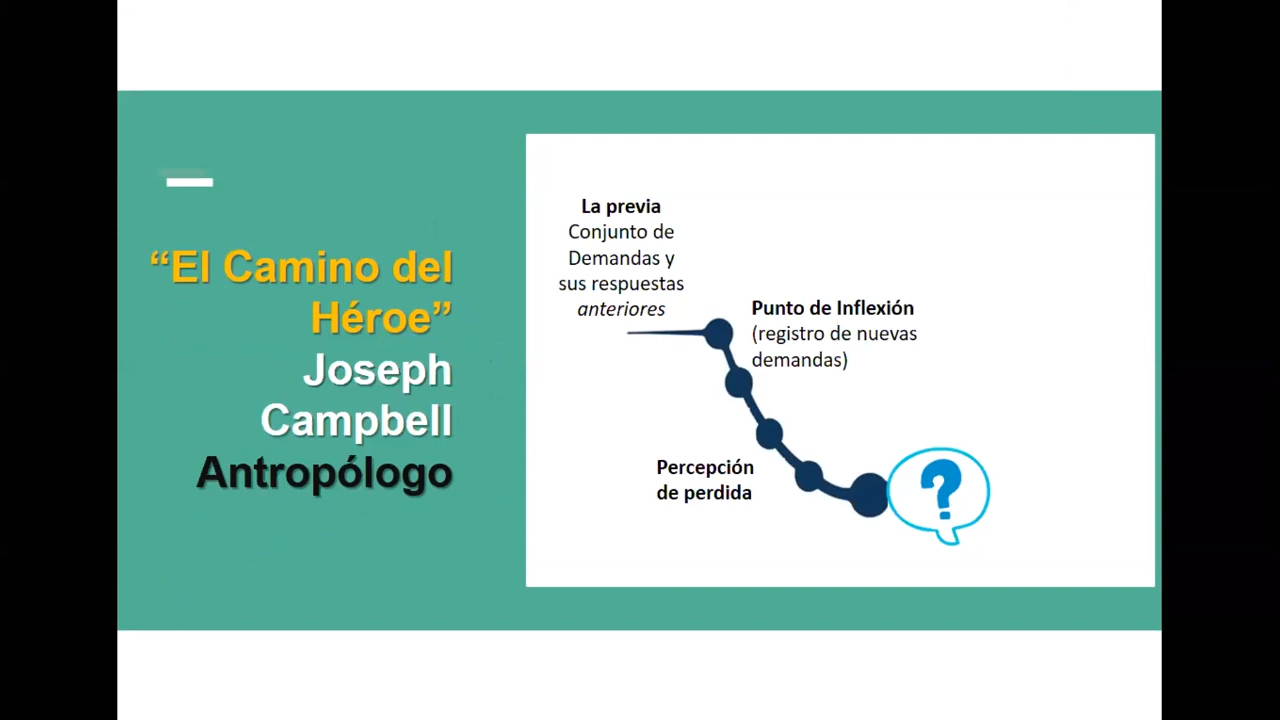 “El Camino del
Héroe”
Joseph
Campbell
Antropólogo
La previa
Conjunto de
Demandas y
sus respuestas
anteriores
Punto de Inflexión
(registro de nuevas
demandas)
Percepción
de perdida
?